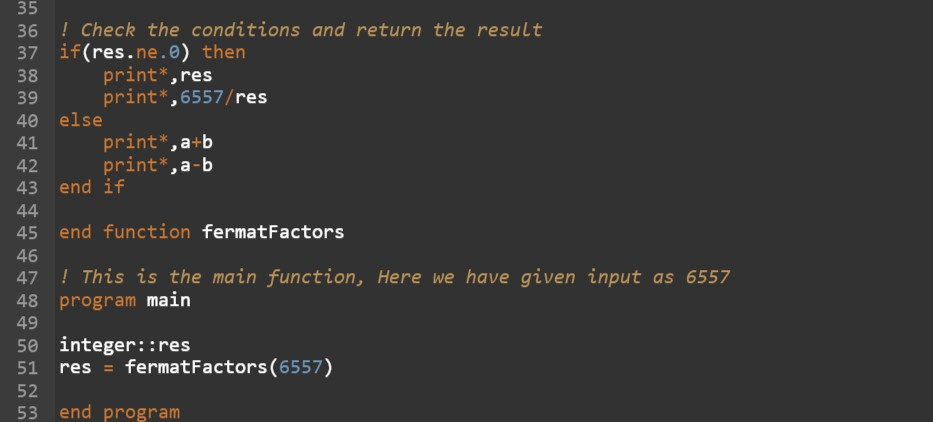 35
36 ! Check the conditions and return the result
37 if(res.ne.0) then
38     print*,res
39     print*,6557/res
40 else
41     print*,a+b
42     print*,a-b
43 end if
44
45 end function fermatFactors
46
47 ! This is the main function, Here we have given input as 6557
48 program main
49
50 integer::res
51 res = fermatFactors(6557)
52
53 end program